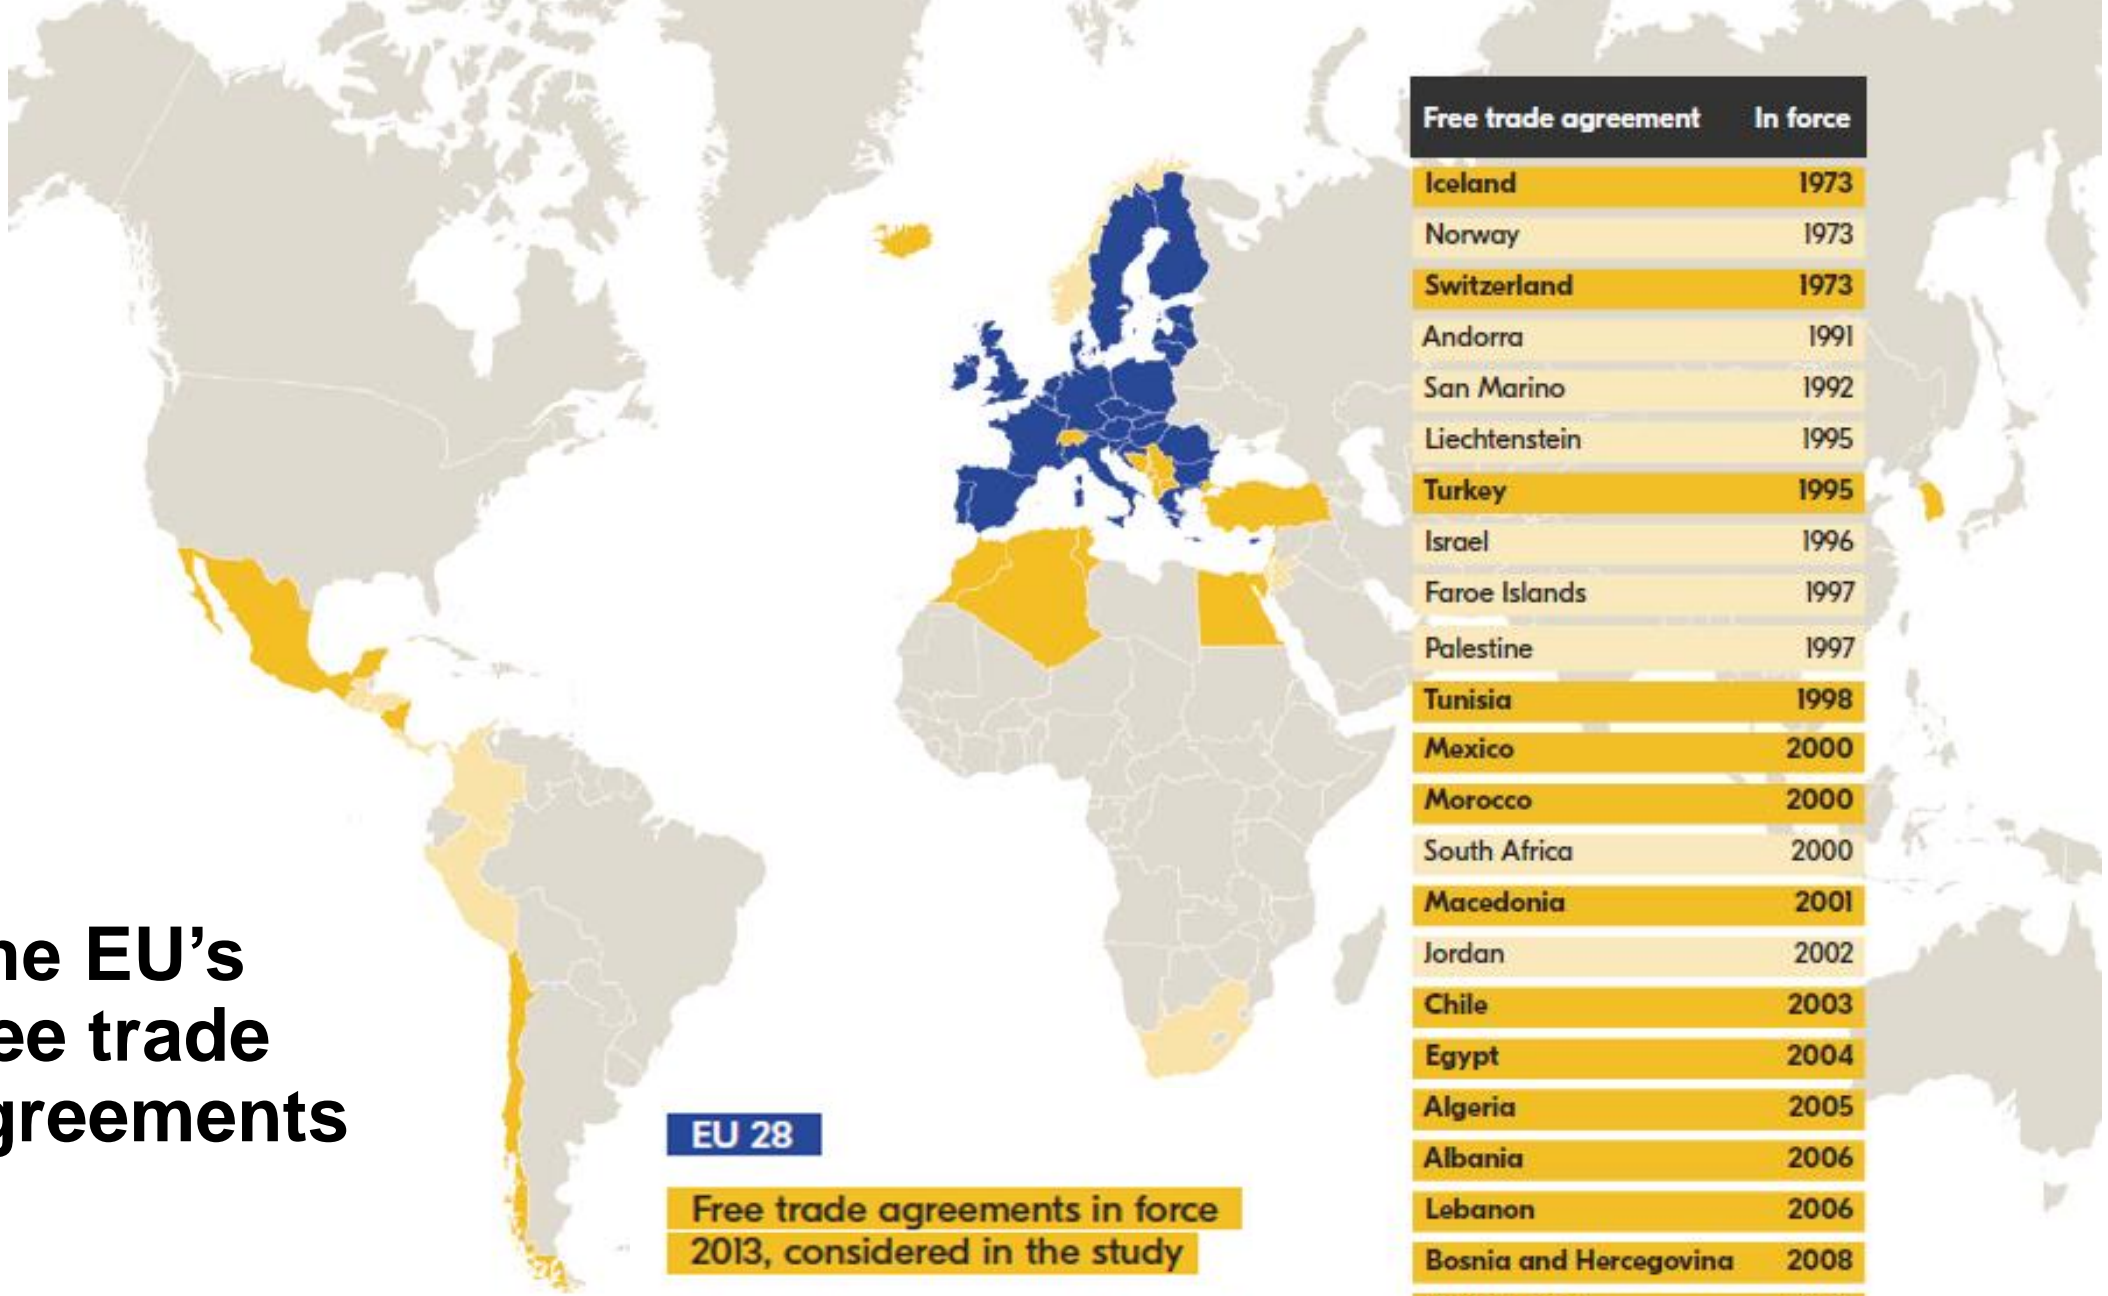 Free trade agreement In force
Iceland 1973
Norway 1973
Switzerland 1973
Andorra 1991
San Marino 1992
Liechtenstein 1995
Turkey 1995
Israel 1996
Faroe Islands 1997
Palestine 1997
Tunisia 1998
Mexico 2000
Morocco 2000
South Africa 2000
Macedonia 2001
Jordan 2002
Chile 2003
Egypt 2004
Algeria 2005
Albania 2006
Lebanon 2006
Bosnia and Hercegovina 2008
he EU’s
ee trade
greements
EU 28
Free trade agreements in force
2013, considered in the study